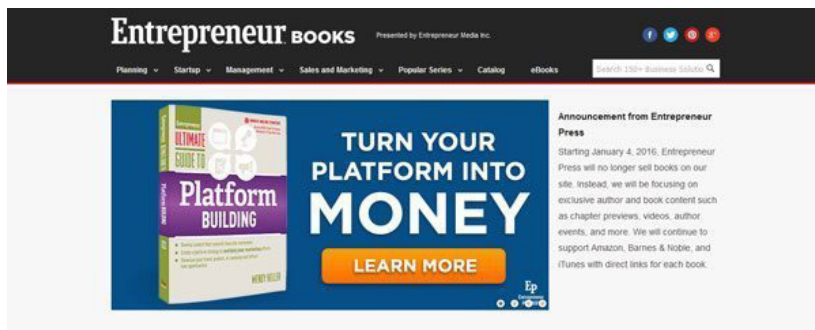 Entrepreneur BOOKS
Presented by Entrepreneur Media Inc.
Planning Startup Management Sales and Marketing Popular Series Catalog eBooks Search 150+ Business Solutio
TURN YOUR
PLATFORM INTO
MONEY
LEARN MORE
ULTIMATE
GUIDE TO
Platform
BUILDING
WENDY KELLER
Platform
BUILDING
Ep
Entrepreneur
Announcement from Entrepreneur
Press
Starting January 4, 2016, Entrepreneur
Press will no longer sell books on our
site. Instead, we will be focusing on
exclusive author and book content such
as chapter previews, videos, author
events, and more. We will continue to
support Amazon, Barnes & Noble, and
iTunes with direct links for each book.